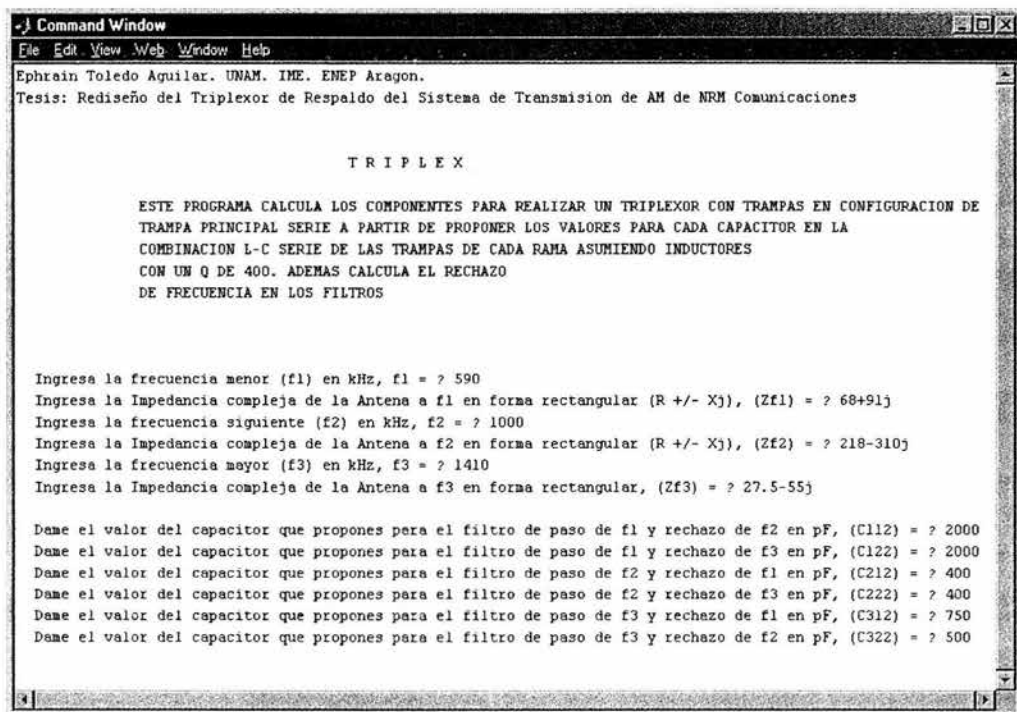 Command Window
File Edit View Web Window Help
Ephrain Toledo Aguilar. UNAM. IME. ENEP Aragon.
Tesis: Rediseño del Triplexor de Respaldo del Sistema de Transmision de AM de NRM Comunicaciones
T R I P L E X
ESTE PROGRAMA CALCULA LOS COMPONENTES PARA REALIZAR UN TRIPLEXOR CON TRAMPAS EN CONFIGURACION DE
TRAMPA PRINCIPAL SERIE A PARTIR DE PROPONER LOS VALORES PARA CADA CAPACITOR EN LA
COMBINACION L-C SERIE DE LAS TRAMPAS DE CADA RAMA ASUMIENDO INDUCTORES
CON UN Q DE 400. ADEMAS CALCULA EL RECHAZO
DE FRECUENCIA EN LOS FILTROS
Ingresa la frecuencia menor (f1) en kHz, f1 = ? 590
Ingresa la Impedancia compleja de la Antena a f1 en forma rectangular (R +/- Xj), (Zf1) = ? 68+91j
Ingresa la frecuencia siguiente (f2) en kHz, f2 = ? 1000
Ingresa la Impedancia compleja de la Antena a f2 en forma rectangular (R +/- Xj), (Zf2) = ? 218-310j
Ingresa la frecuencia mayor (f3) en kHz, f3 = ? 1410
Ingresa la Impedancia compleja de la Antena a f3 en forma rectangular, (Zf3) = ? 27.5-55j
Dame el valor del capacitor que propones para el filtro de paso de f1 y rechazo de f2 en pF, (C112) = ? 2000
Dame el valor del capacitor que propones para el filtro de paso de f1 y rechazo de f3 en pF, (C122) = ? 2000
Dame el valor del capacitor que propones para el filtro de paso de f2 y rechazo de f1 en pF, (C212) = ? 400
Dame el valor del capacitor que propones para el filtro de paso de f2 y rechazo de f3 en pF, (C222) = ? 400
Dame el valor del capacitor que propones para el filtro de paso de f3 y rechazo de f1 en pF, (C312) = ? 750
Dame el valor del capacitor que propones para el filtro de paso de f3 y rechazo de f2 en pF, (C322) = ? 500